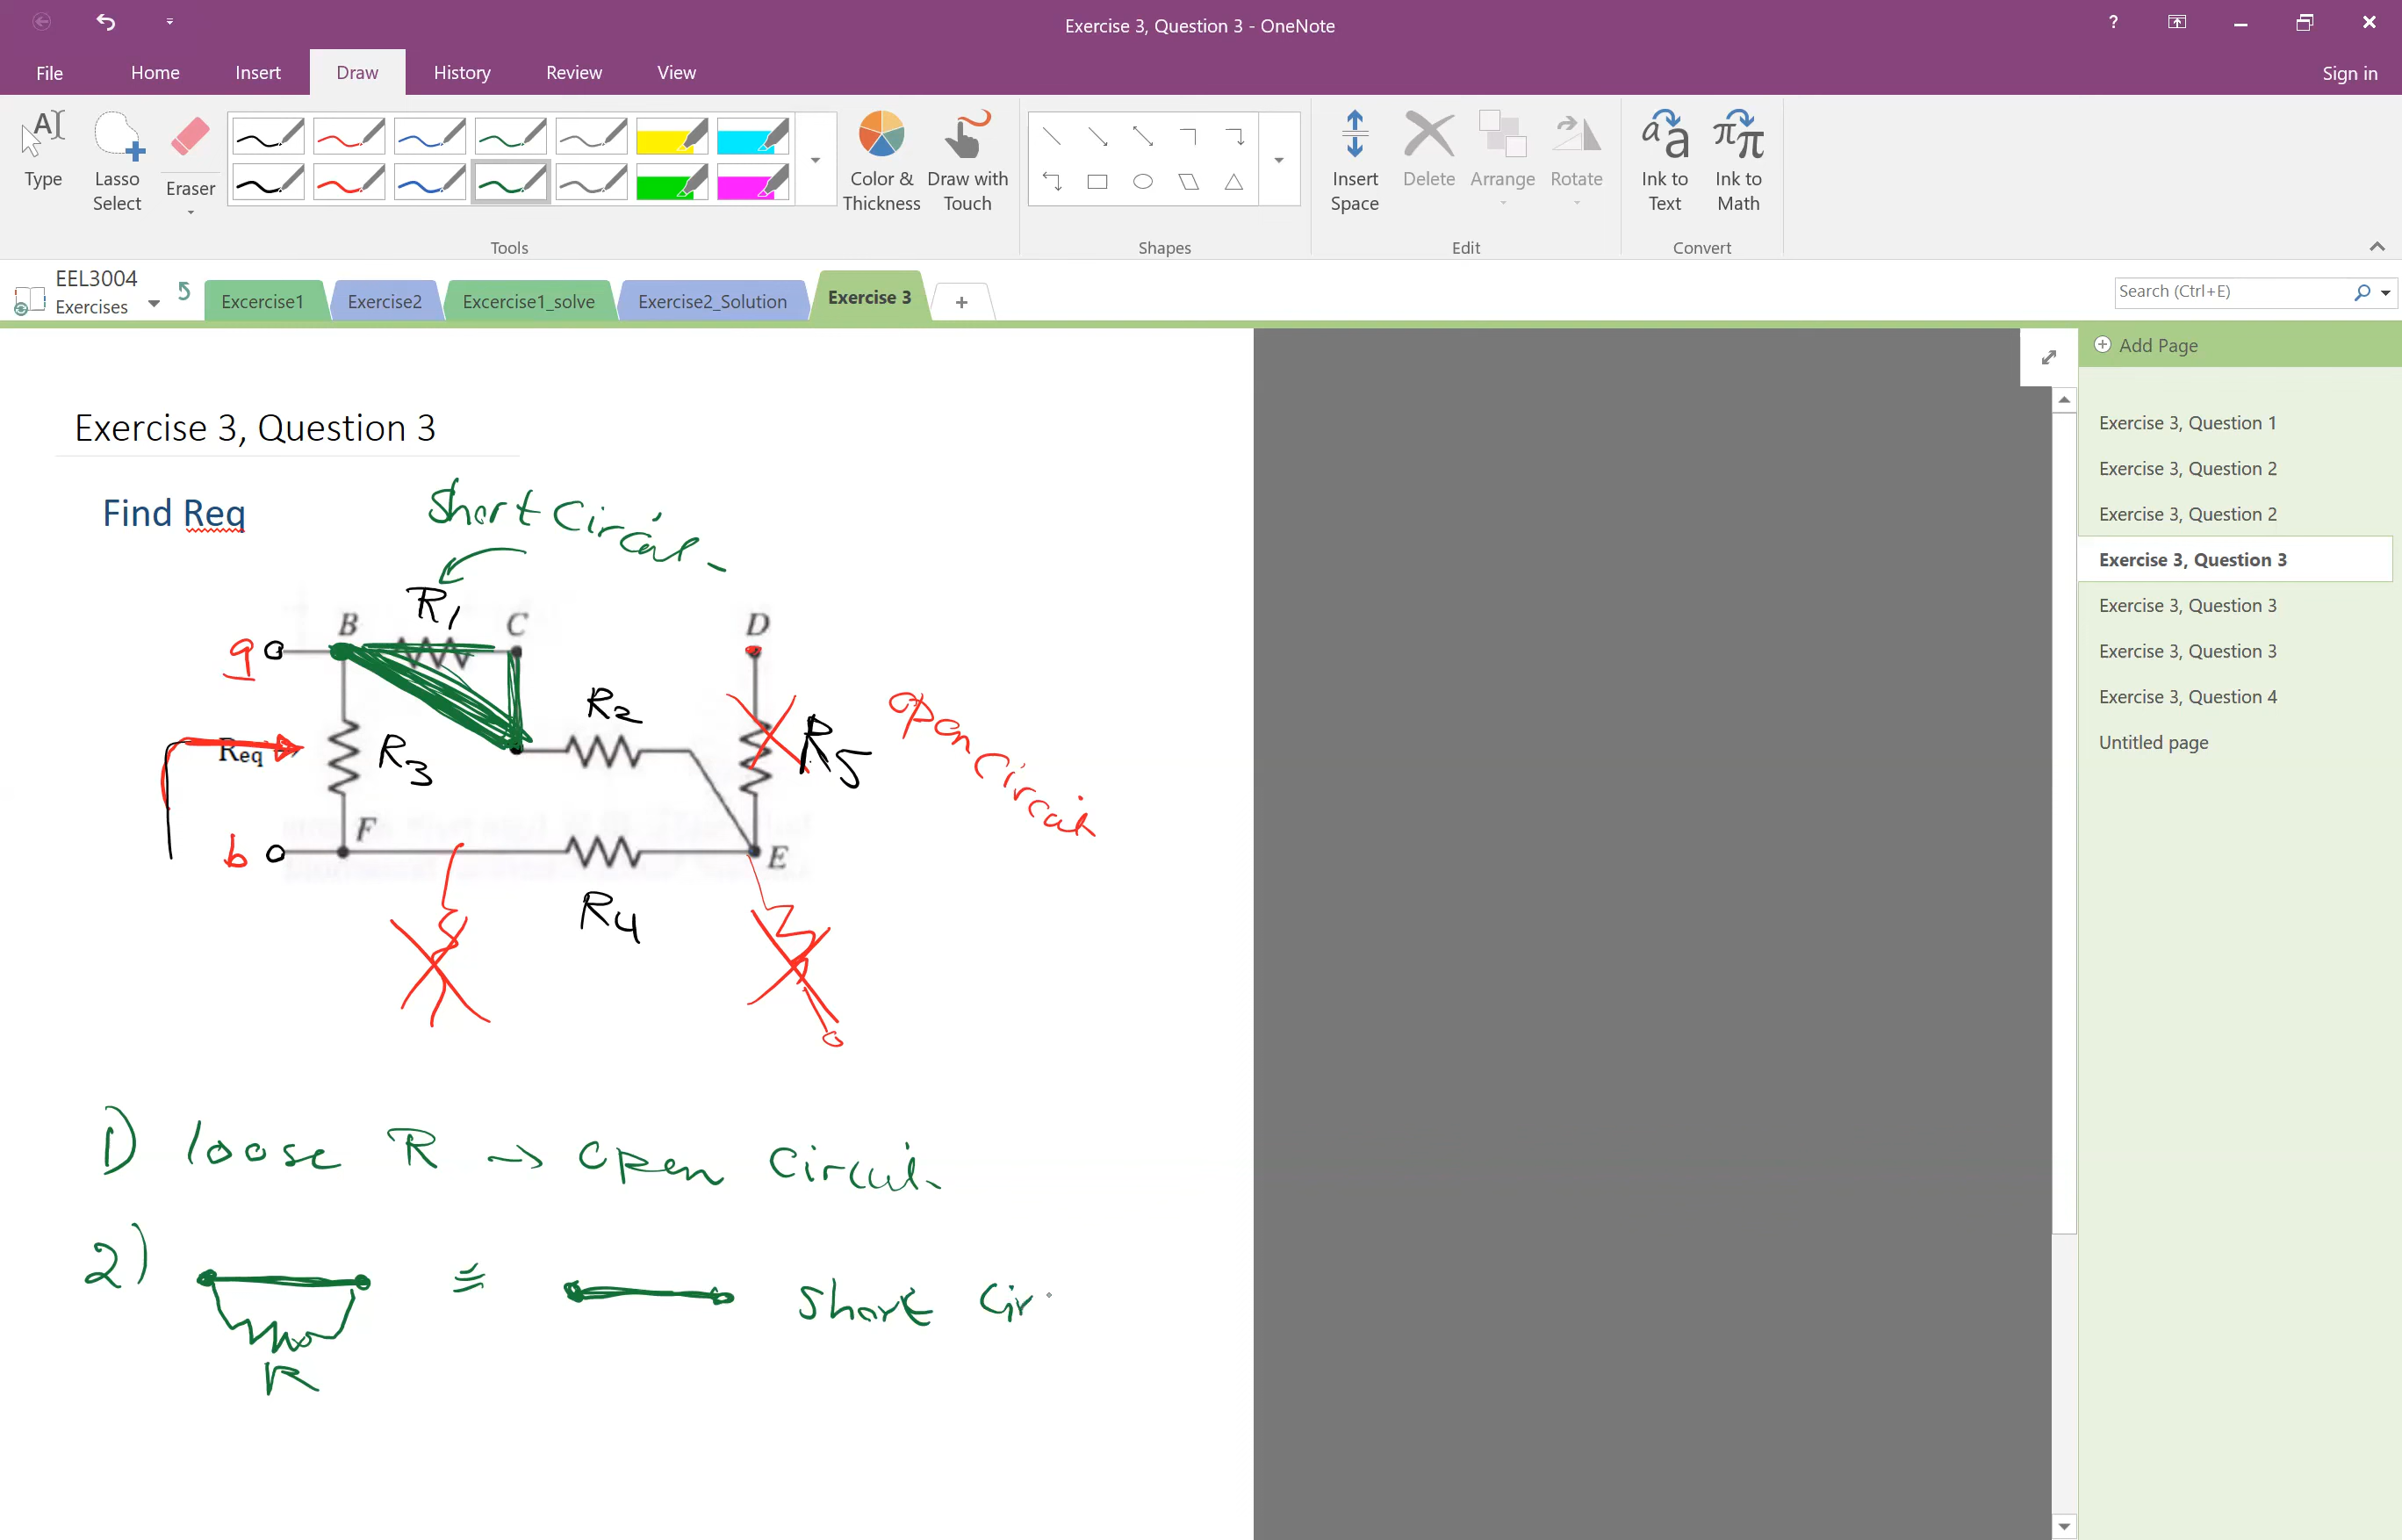 Exercise 3, Question 3 - OneNote
?
File Home Insert Draw History Review View Sign in
Type
Lasso Select
Eraser
Color & Thickness
Draw with Touch
Insert Space
Delete
Arrange
Rotate
Ink to Text
Ink to Math
Tools Shapes Edit Convert
EEL3004
Exercises
Excercise1 Exercise2 Excercise1_solve Exercise2_Solution Exercise 3 +
Search (Ctrl+E)
Add Page
Exercise 3, Question 1
Exercise 3, Question 2
Exercise 3, Question 2
Exercise 3, Question 3
Exercise 3, Question 3
Exercise 3, Question 3
Exercise 3, Question 4
Untitled page
Exercise 3, Question 3
Find Req
Short
R1
B C D
a
R2
Req R3 R5 open circuit
F
b E
R4
1) loose R → open
2) ≡ short Cir
R